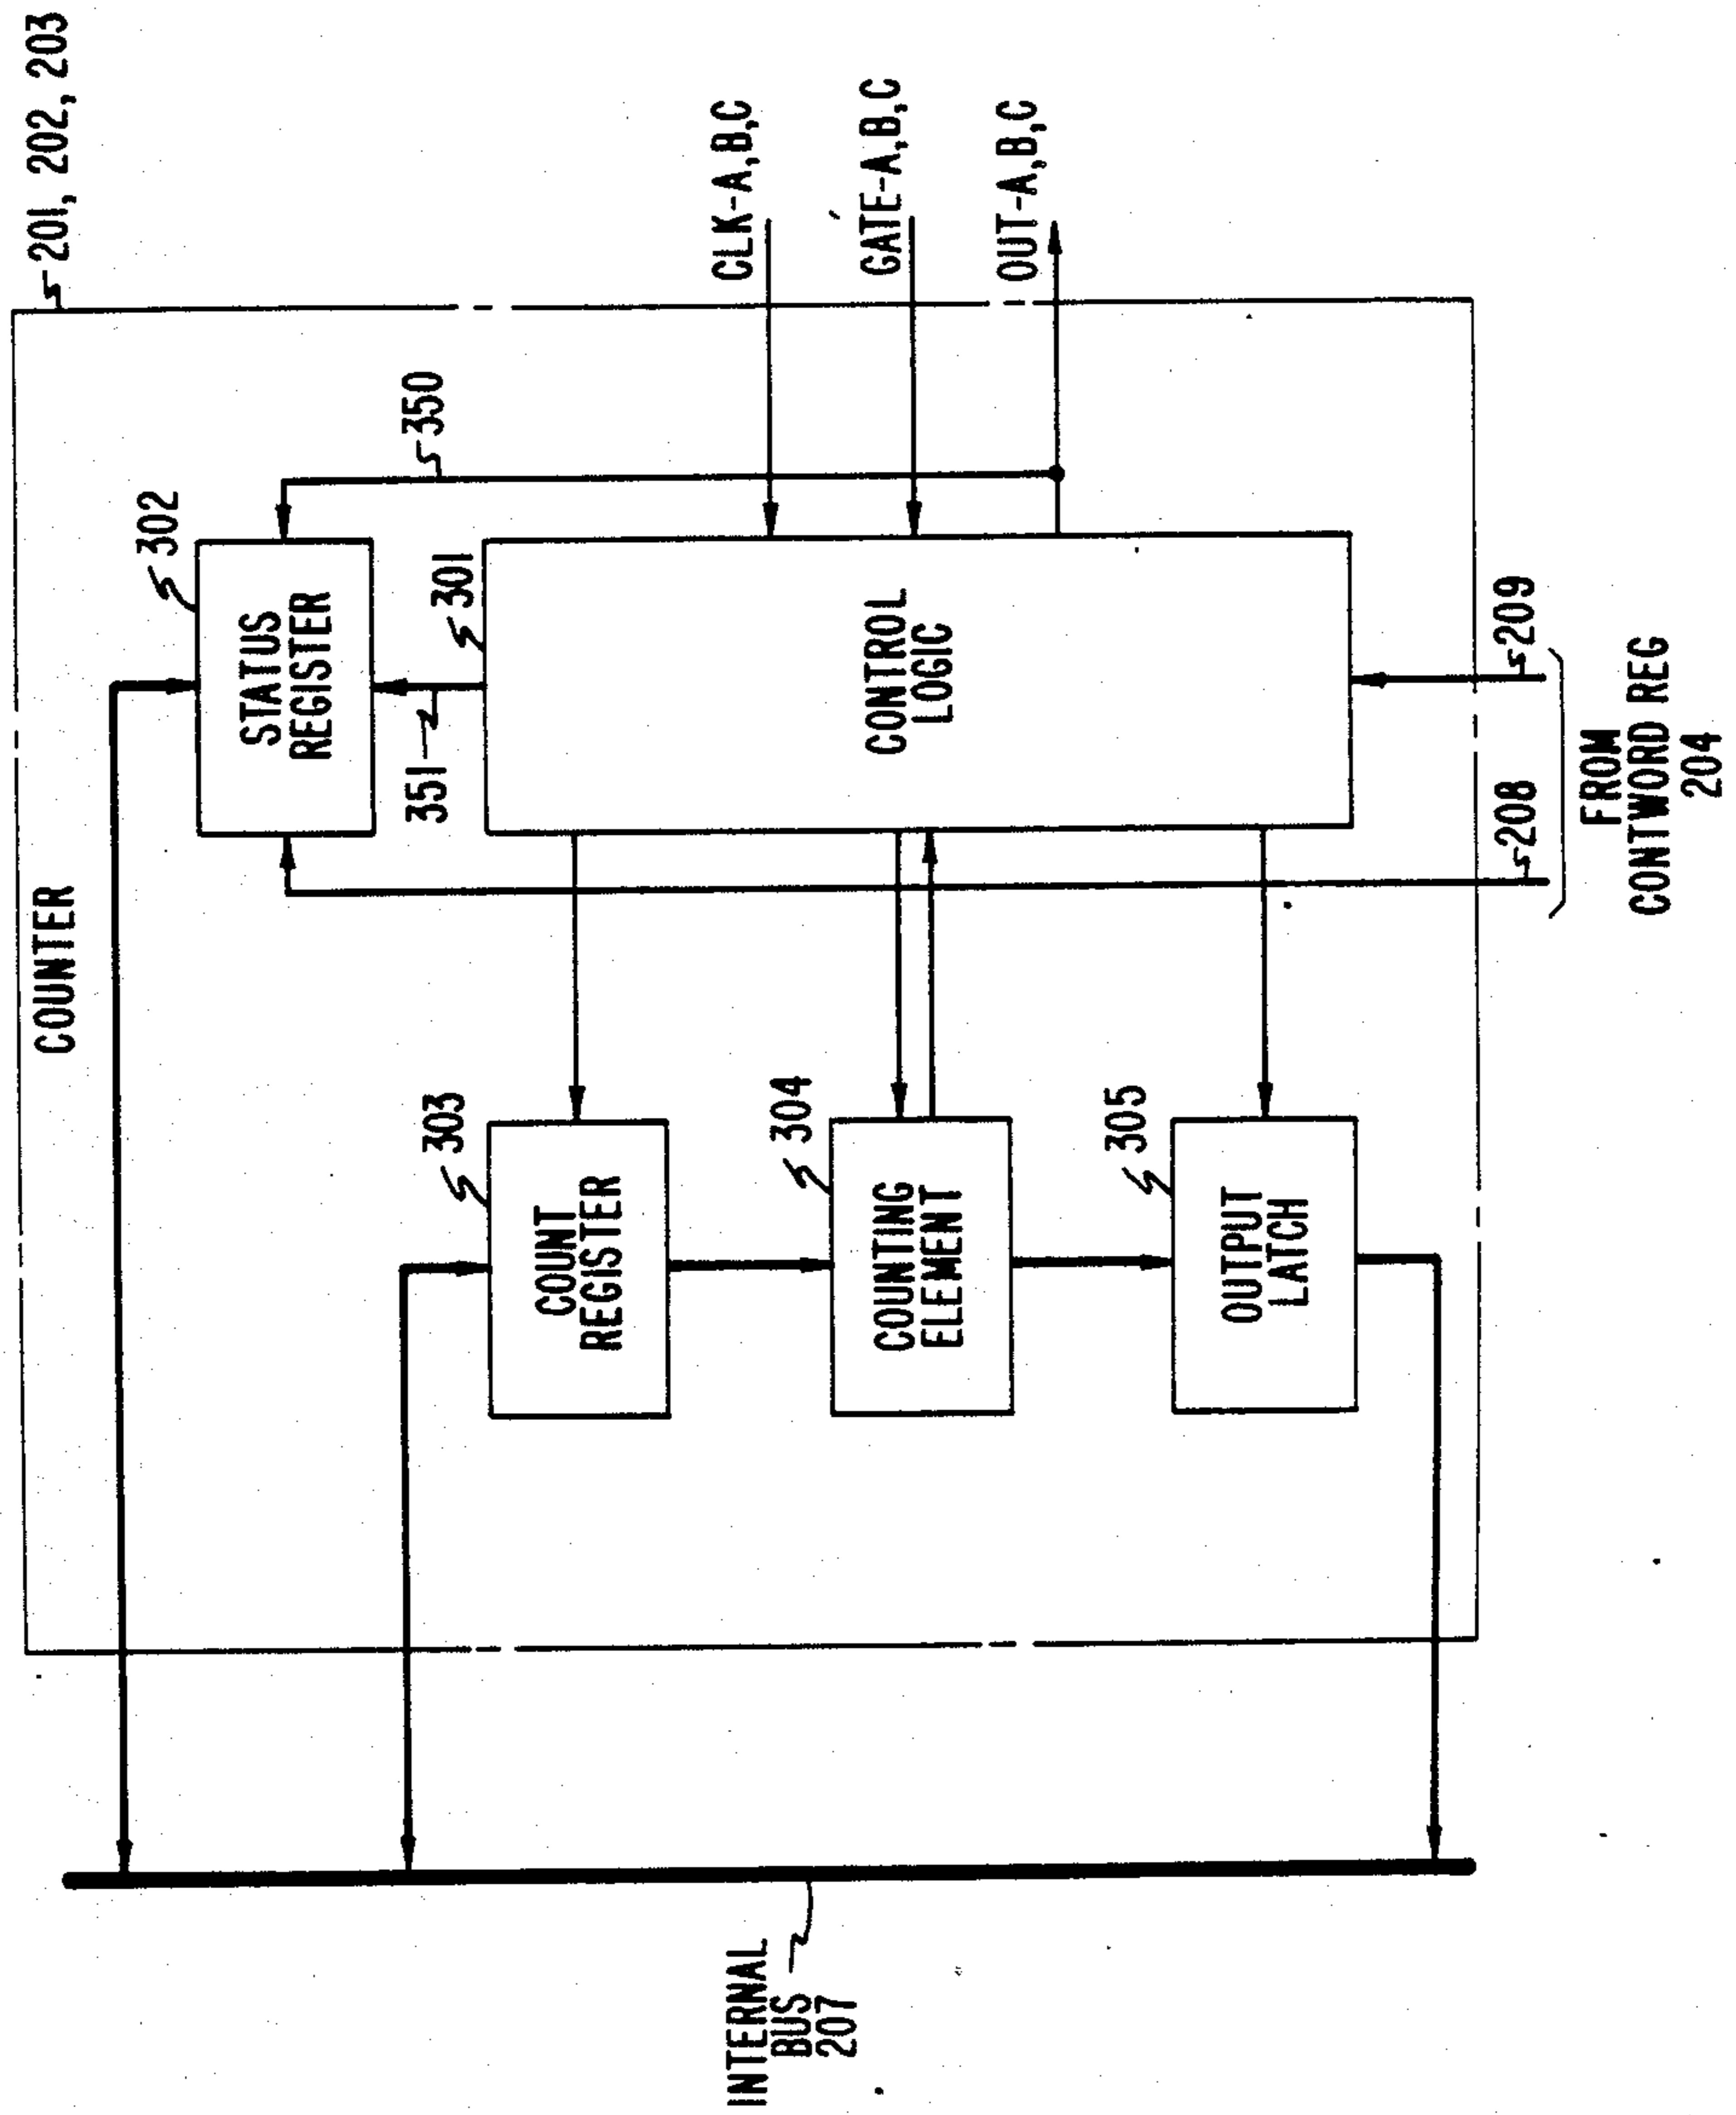 COUNTER
201, 202, 203
302
STATUS
REGISTER
350
351
301
303
COUNT
REGISTER
CLK-A,B,C
INTERNAL
BUS
207
304
COUNTING
ELEMENT
CONTROL
LOGIC
GATE-A,B,C
OUT-A,B,C
305
OUTPUT
LATCH
208
209
FROM
CONTWORD REG
204